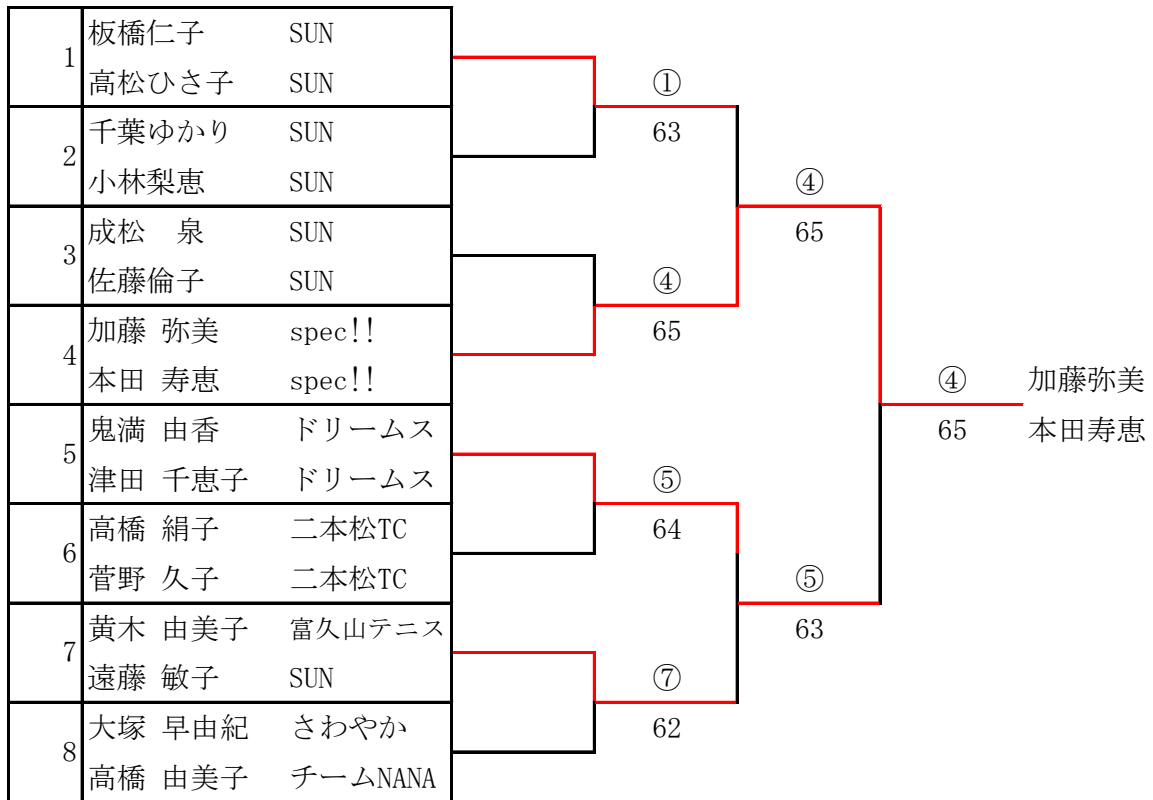 1 板橋仁子 SUN
高松ひさ子 SUN
2 千葉ゆかり SUN
小林梨恵 SUN
3 成松　泉 SUN
佐藤倫子 SUN
4 加藤 弥美 spec!!
本田 寿恵 spec!!
5 鬼満 由香 ドリームス
津田 千恵子 ドリームス
6 高橋 絹子 二本松TC
菅野 久子 二本松TC
7 黄木 由美子 富久山テニス
遠藤 敏子 SUN
8 大塚 早由紀 さわやか
高橋 由美子 チームNANA
①
63
④
65
⑤
64
⑦
62
④
65
⑤
63
④
65
加藤弥美
本田寿恵